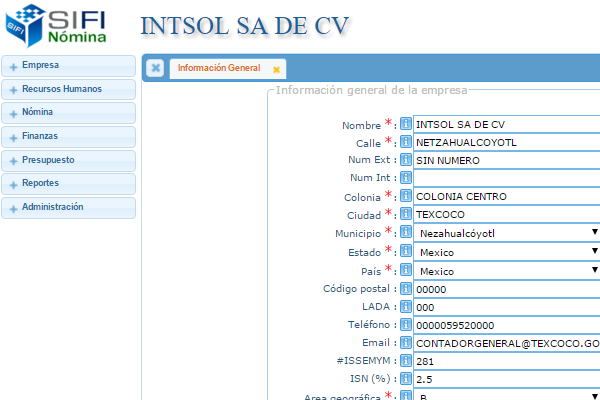 SIFI
SIFI
Nómina
INTSOL SA DE CV
Empresa
Recursos Humanos
Nómina
Finanzas
Presupuesto
Reportes
Administración
Información General
Información general de la empresa
Nombre *: INTSOL SA DE CV
Calle *: NETZAHUALCOYOTL
Num Ext : SIN NUMERO
Num Int :
Colonia *: COLONIA CENTRO
Ciudad *: TEXCOCO
Municipio *: Nezahualcóyotl
Estado *: Mexico
País *: Mexico
Código postal : 00000
LADA : 000
Teléfono : 0000059520000
Email : CONTADORGENERAL@TEXCOCO.GO
#ISSEMYM : 281
ISN (%) : 2.5
Area geográfica *: B